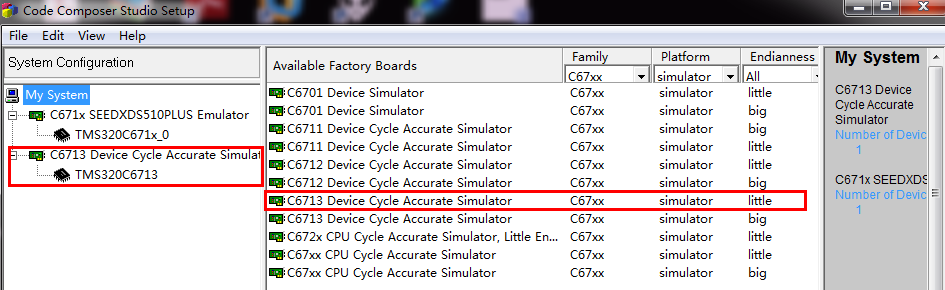 Code Composer Studio Setup
File Edit View Help
System Configuration
My System
C671x SEEDXDS510PLUS Emulator
TMS320C671x_0
C6713 Device Cycle Accurate Simulat
TMS320C6713
Available Factory Boards Family Platform Endianness
C67xx simulator All
C6701 Device Simulator C67xx simulator little
C6701 Device Simulator C67xx simulator big
C6711 Device Cycle Accurate Simulator C67xx simulator big
C6711 Device Cycle Accurate Simulator C67xx simulator little
C6712 Device Cycle Accurate Simulator C67xx simulator little
C6712 Device Cycle Accurate Simulator C67xx simulator big
C6713 Device Cycle Accurate Simulator C67xx simulator little
C6713 Device Cycle Accurate Simulator C67xx simulator big
C672x CPU Cycle Accurate Simulator, Little En... C67xx simulator little
C67xx CPU Cycle Accurate Simulator C67xx simulator little
C67xx CPU Cycle Accurate Simulator C67xx simulator big
My System
C6713 Device
Cycle Accurate
Simulator
Number of Devic
1
C671x SEEDXDS
Number of Devic
1